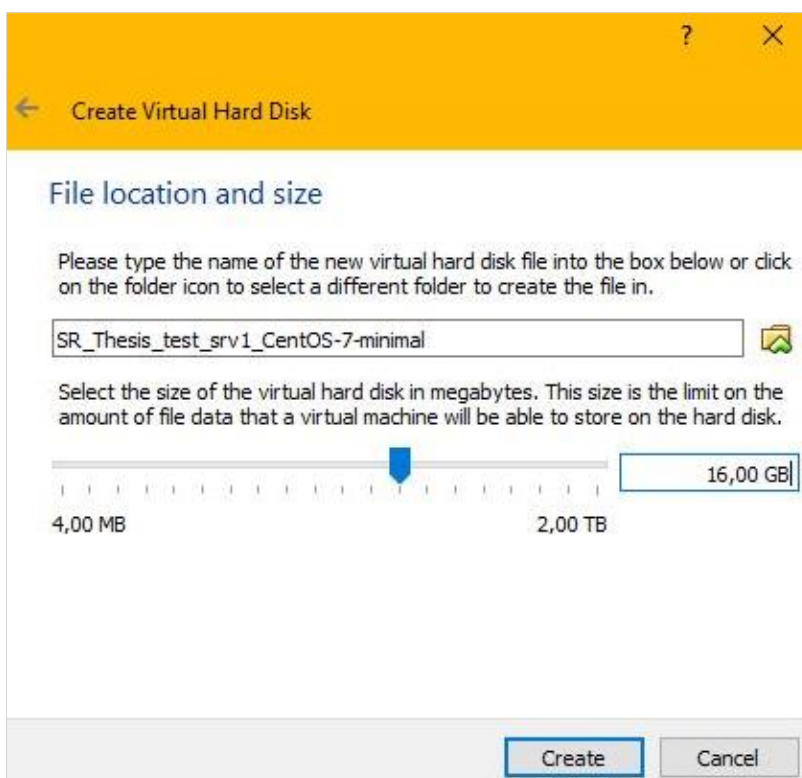 ?
Create Virtual Hard Disk
File location and size
Please type the name of the new virtual hard disk file into the box below or click
on the folder icon to select a different folder to create the file in.
SR_Thesis_test_srv1_CentOS-7-minimal
Select the size of the virtual hard disk in megabytes. This size is the limit on the
amount of file data that a virtual machine will be able to store on the hard disk.
16,00 GB
4,00 MB 2,00 TB
Create Cancel